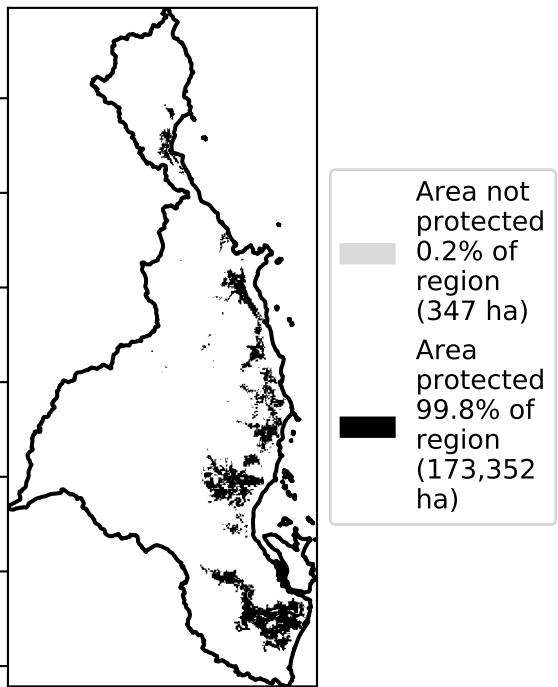 Area not
protected
0.2% of
region
(347 ha)
Area
protected
99.8% of
region
(173,352
ha)